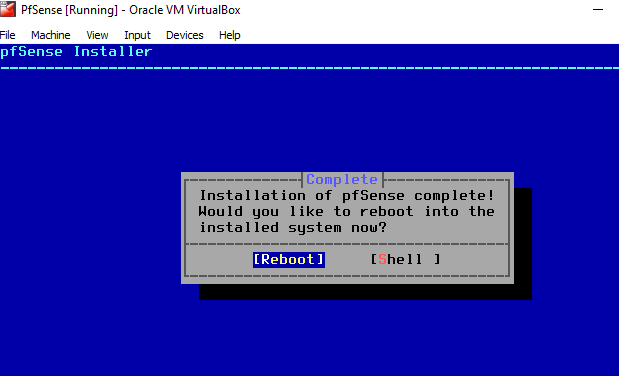 PfSense [Running] - Oracle VM VirtualBox
File Machine View Input Devices Help
pfSense Installer
Complete
Installation of pfSense complete!
Would you like to reboot into the
installed system now?
[Reboot] [Shell ]